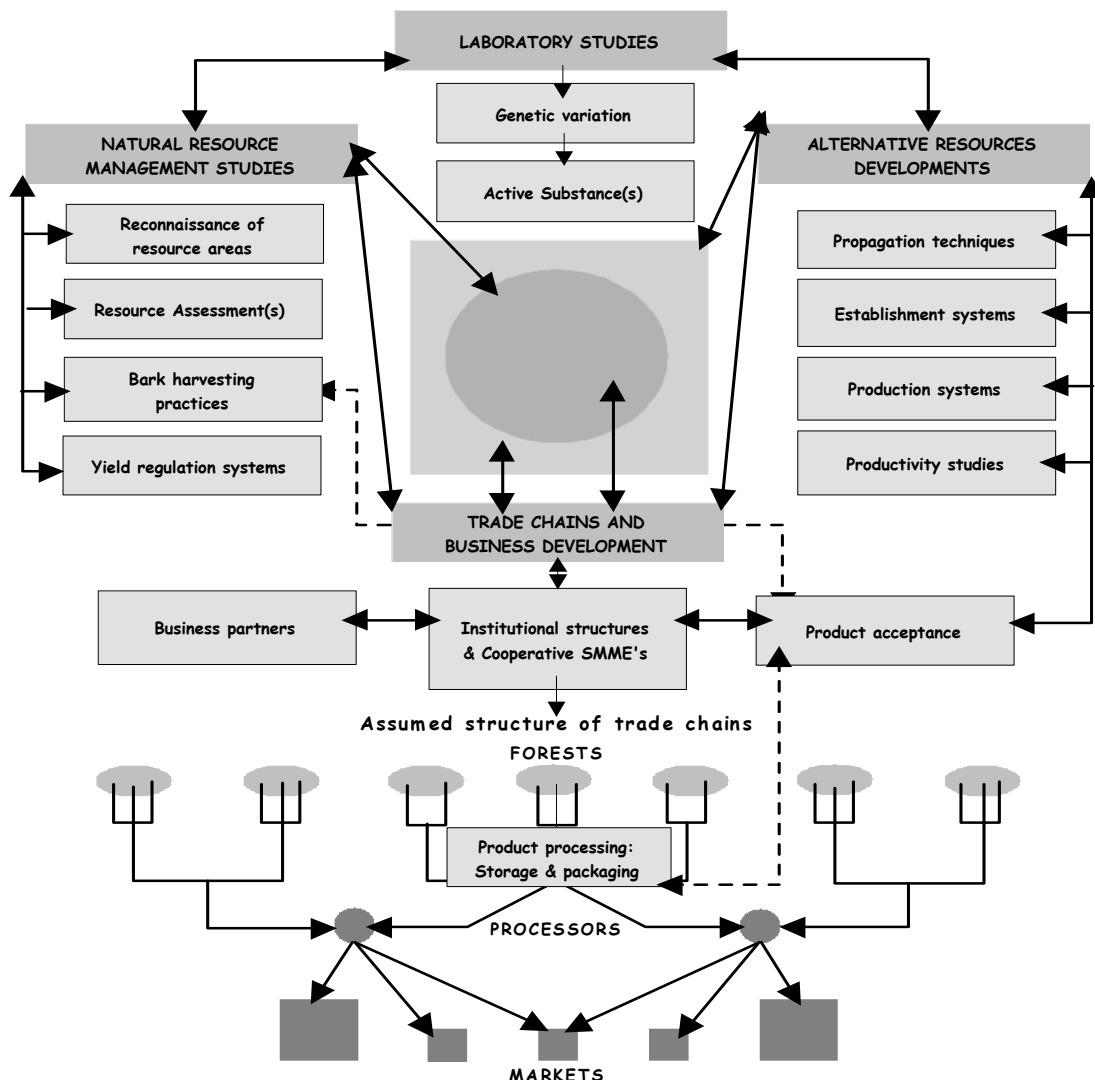 LABORATORY STUDIES
Genetic variation
Active Substance(s)
NATURAL RESOURCE
MANAGEMENT STUDIES
Reconnaissance of
resource areas
Resource Assessment(s)
Bark harvesting
practices
Yield regulation systems
ALTERNATIVE RESOURCES
DEVELOPMENTS
Propagation techniques
Establishment systems
Production systems
Productivity studies
TRADE CHAINS AND
BUSINESS DEVELOPMENT
Business partners
Institutional structures
& Cooperative SMME's
Product acceptance
Assumed structure of trade chains
FORESTS
Product processing:
Storage & packaging
PROCESSORS
MARKETS